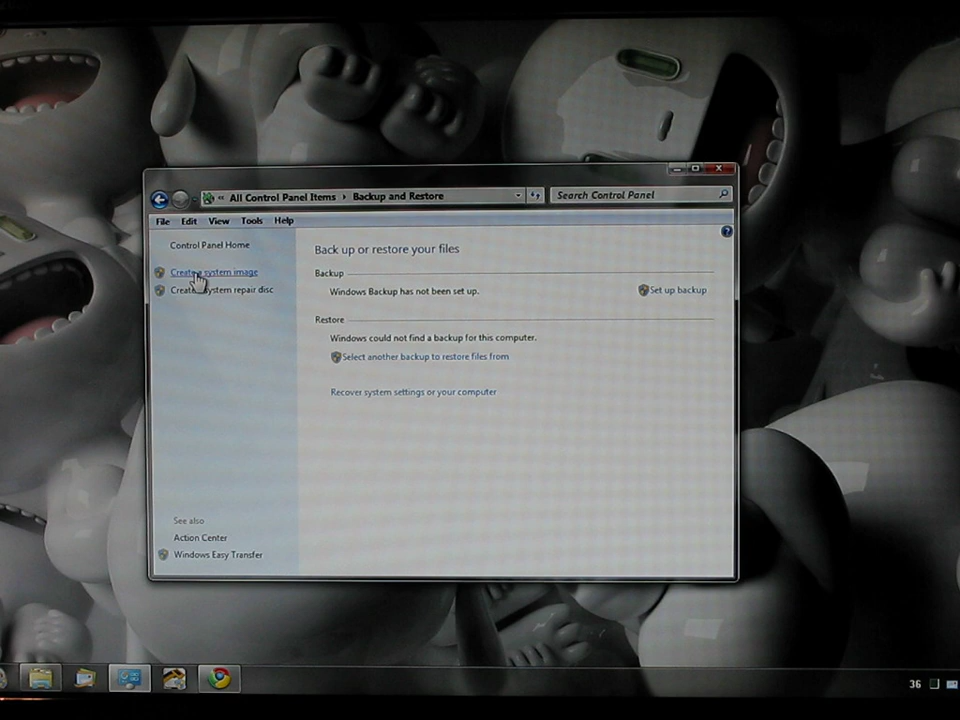 « All Control Panel Items Backup and Restore
Search Control Panel
File Edit View Tools Help
Control Panel Home
Create a system image
Create system repair disc
Back up or restore your files
Backup
Windows Backup has not been set up.
Set up backup
Restore
Windows could not find a backup for this computer.
Select another backup to restore files from
Recover system settings or your computer
See also
Action Center
Windows Easy Transfer
36